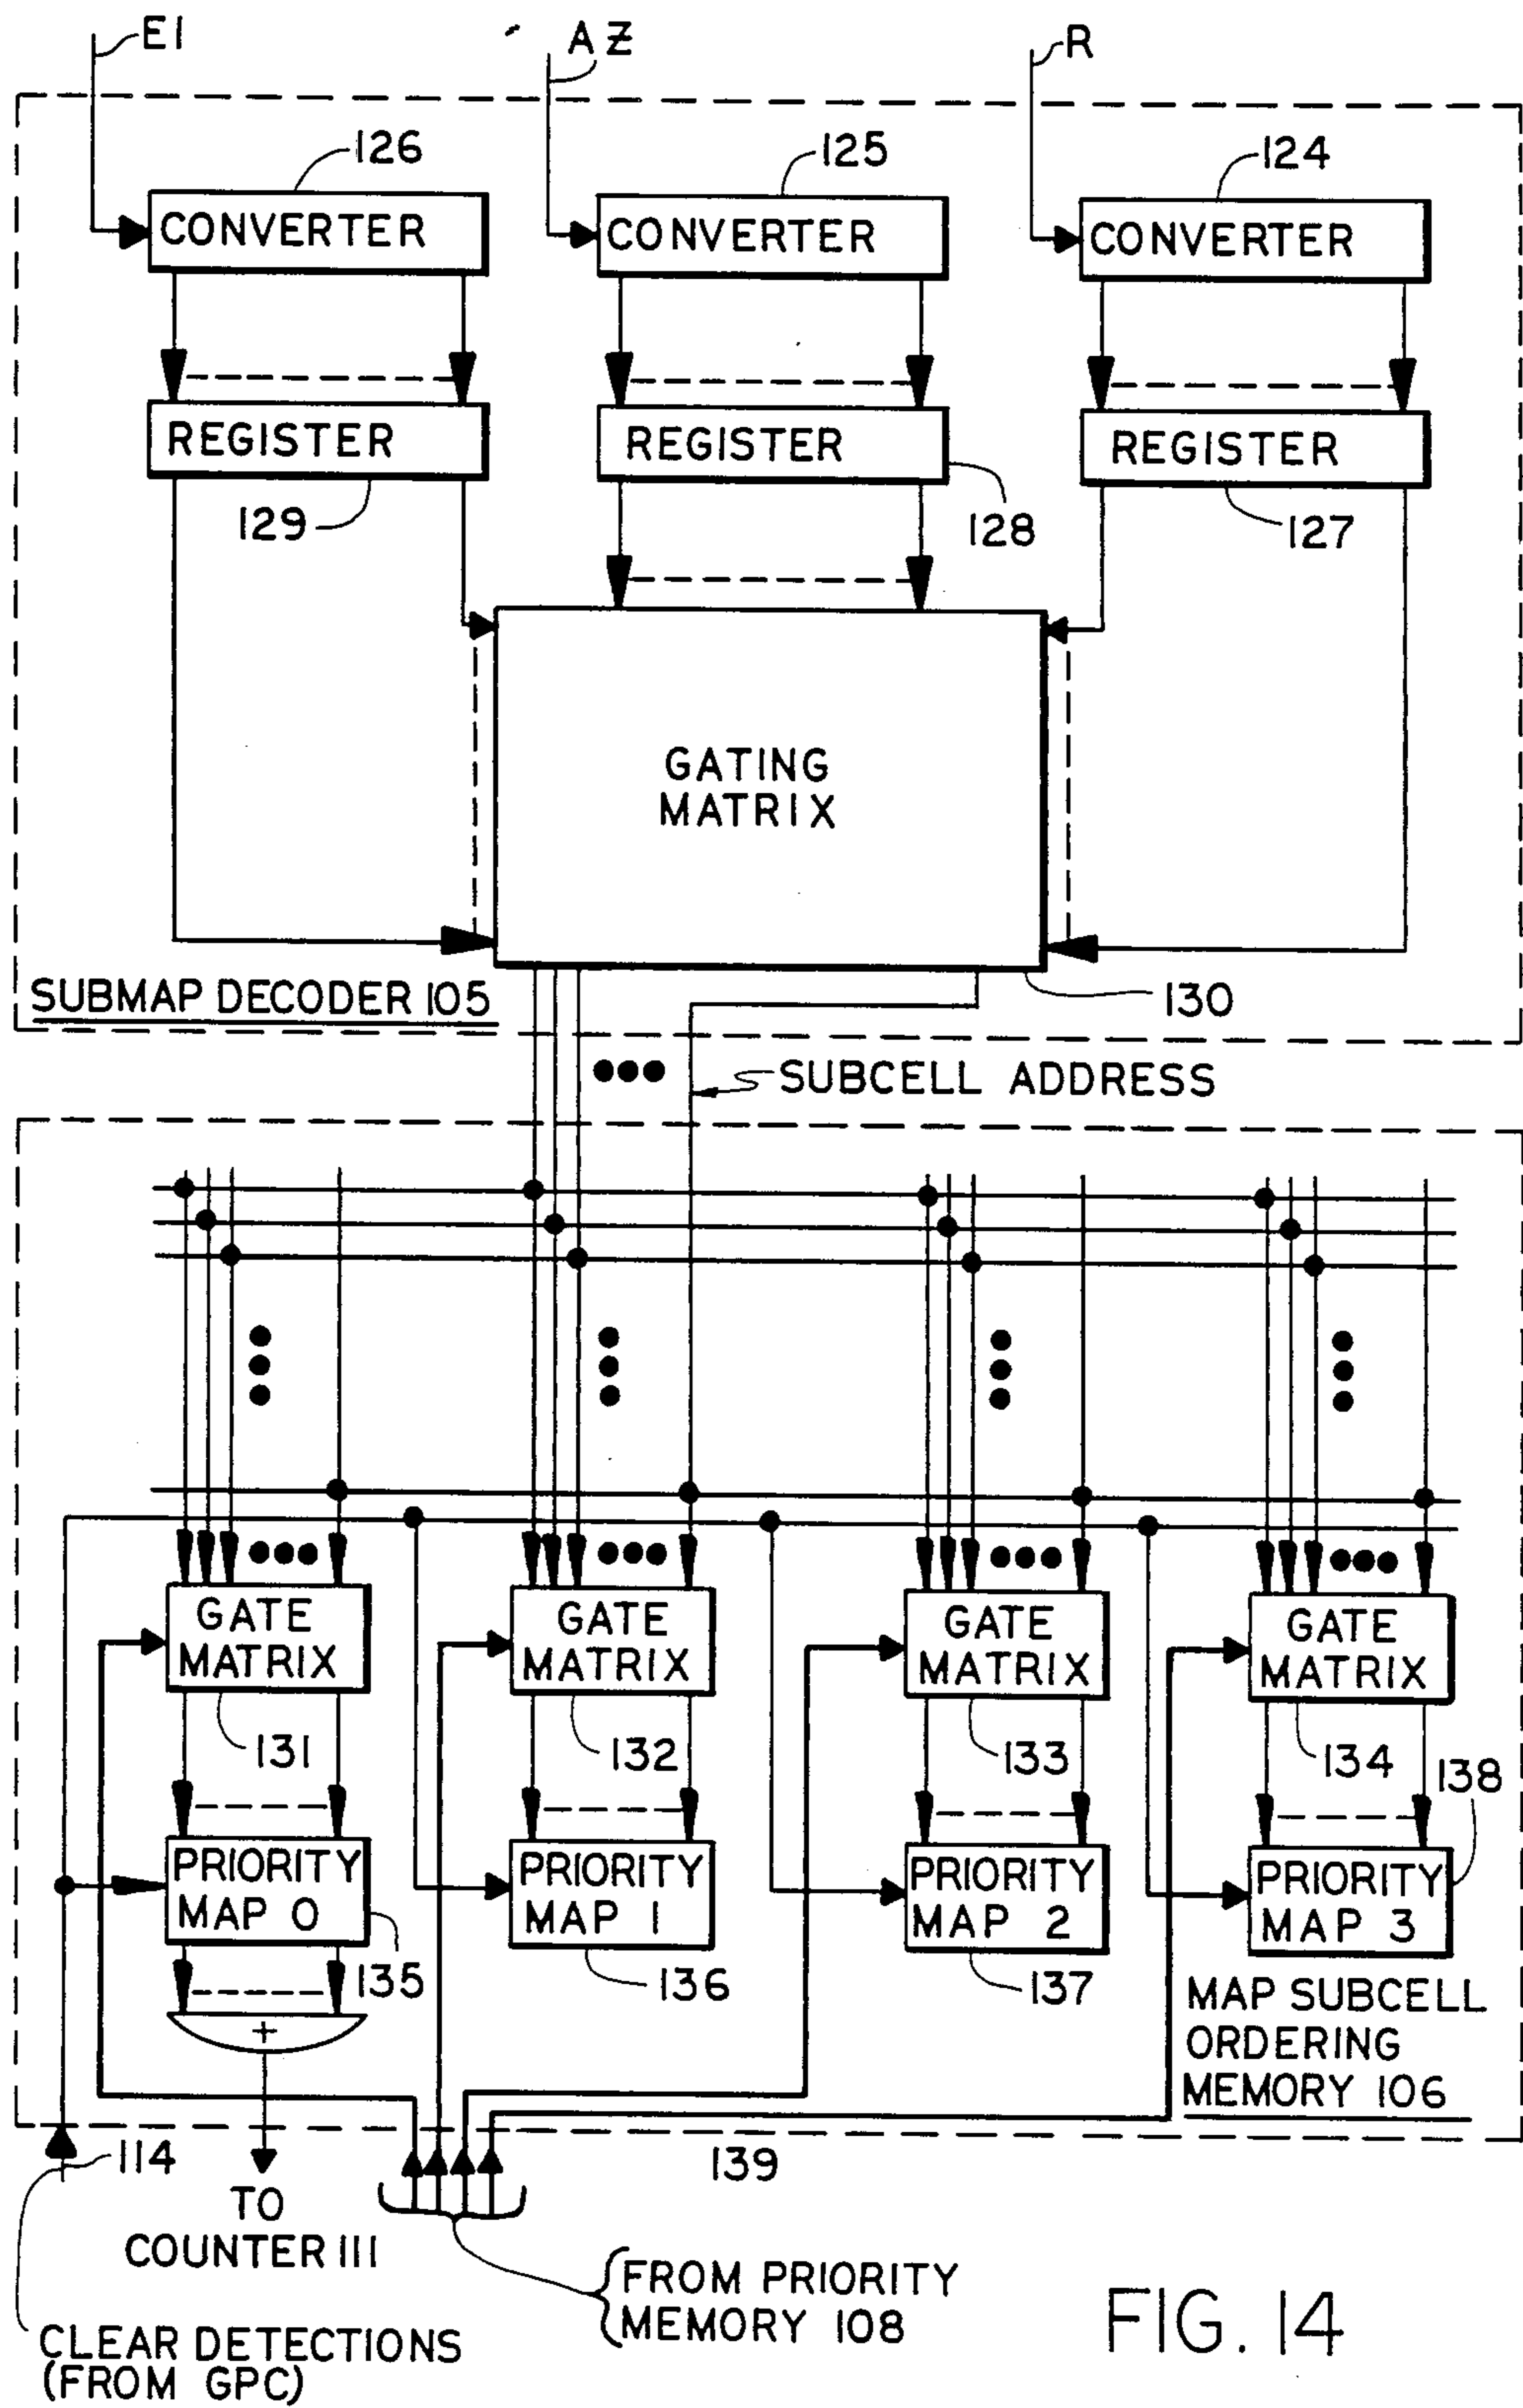 El
AZ
R
126
125
124
CONVERTER
CONVERTER
CONVERTER
REGISTER
REGISTER
REGISTER
129
128
127
GATING
MATRIX
SUBMAP DECODER 105
130
SUBCELL ADDRESS
GATE
MATRIX
GATE
MATRIX
GATE
MATRIX
GATE
MATRIX
131
132
133
134
138
PRIORITY
MAP 0
PRIORITY
MAP 1
PRIORITY
MAP 2
PRIORITY
MAP 3
135
136
137
+
MAP SUBCELL
ORDERING
MEMORY 106
114
139
TO
COUNTER 111
FROM PRIORITY
MEMORY 108
CLEAR DETECTIONS
(FROM GPC)
FIG. 14